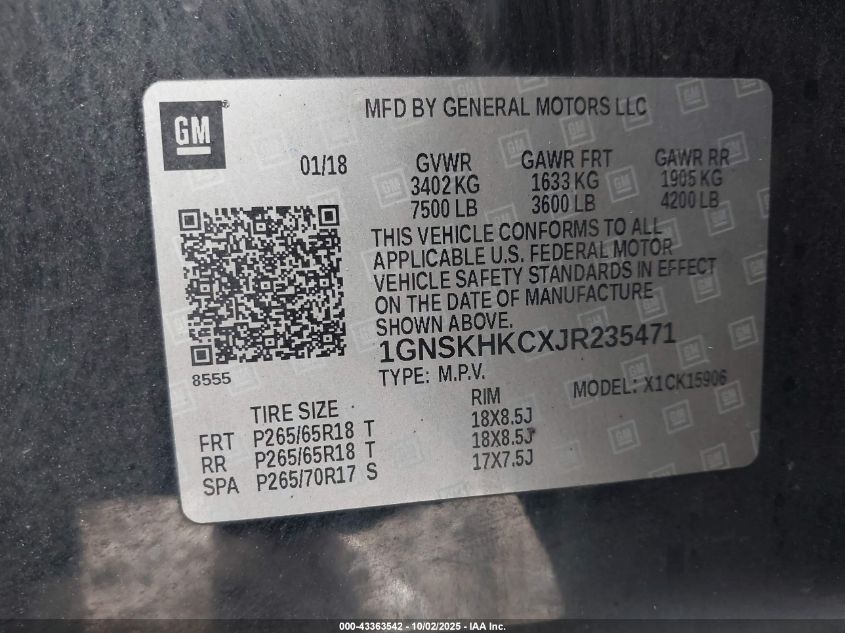 GM
MFD BY GENERAL MOTORS LLC
01/18
GVWR GAWR FRT GAWR RR
3402 KG 1633 KG 1905 KG
7500 LB 3600 LB 4200 LB
THIS VEHICLE CONFORMS TO ALL
APPLICABLE U.S. FEDERAL MOTOR
VEHICLE SAFETY STANDARDS IN EFFECT
ON THE DATE OF MANUFACTURE
SHOWN ABOVE.
1GNSKHKCXJR235471
8555
TYPE: M.P.V.
MODEL: X1CK15906
TIRE SIZE RIM
FRT P265/65R18 T 18X8.5J
RR P265/65R18 T 18X8.5J
SPA P265/70R17 S 17X7.5J
000-43363542 - 10/02/2025 - IAA Inc.